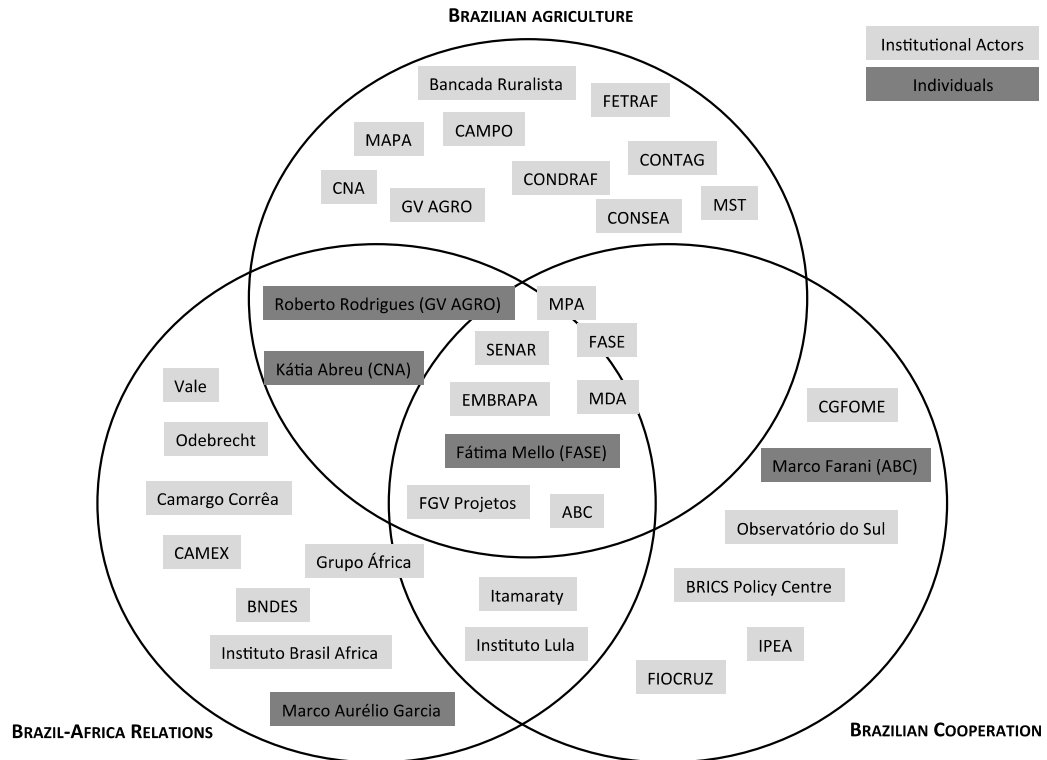 BRAZILIAN AGRICULTURE
Institutional Actors
Individuals
Bancada Ruralista
FETRAF
MAPA
CAMPO
CONTAG
CNA
CONDRAF
GV AGRO
CONSEA
MST
Roberto Rodrigues (GV AGRO)
MPA
SENAR
FASE
Kátia Abreu (CNA)
Vale
EMBRAPA
MDA
CGFOME
Odebrecht
Fátima Mello (FASE)
Marco Farani (ABC)
Camargo Corrêa
FGV Projetos
ABC
Observatório do Sul
CAMEX
Grupo África
BRICS Policy Centre
BNDES
Itamaraty
Instituto Brasil Africa
Instituto Lula
IPEA
FIOCRUZ
Marco Aurélio Garcia
BRAZIL-AFRICA RELATIONS
BRAZILIAN COOPERATION